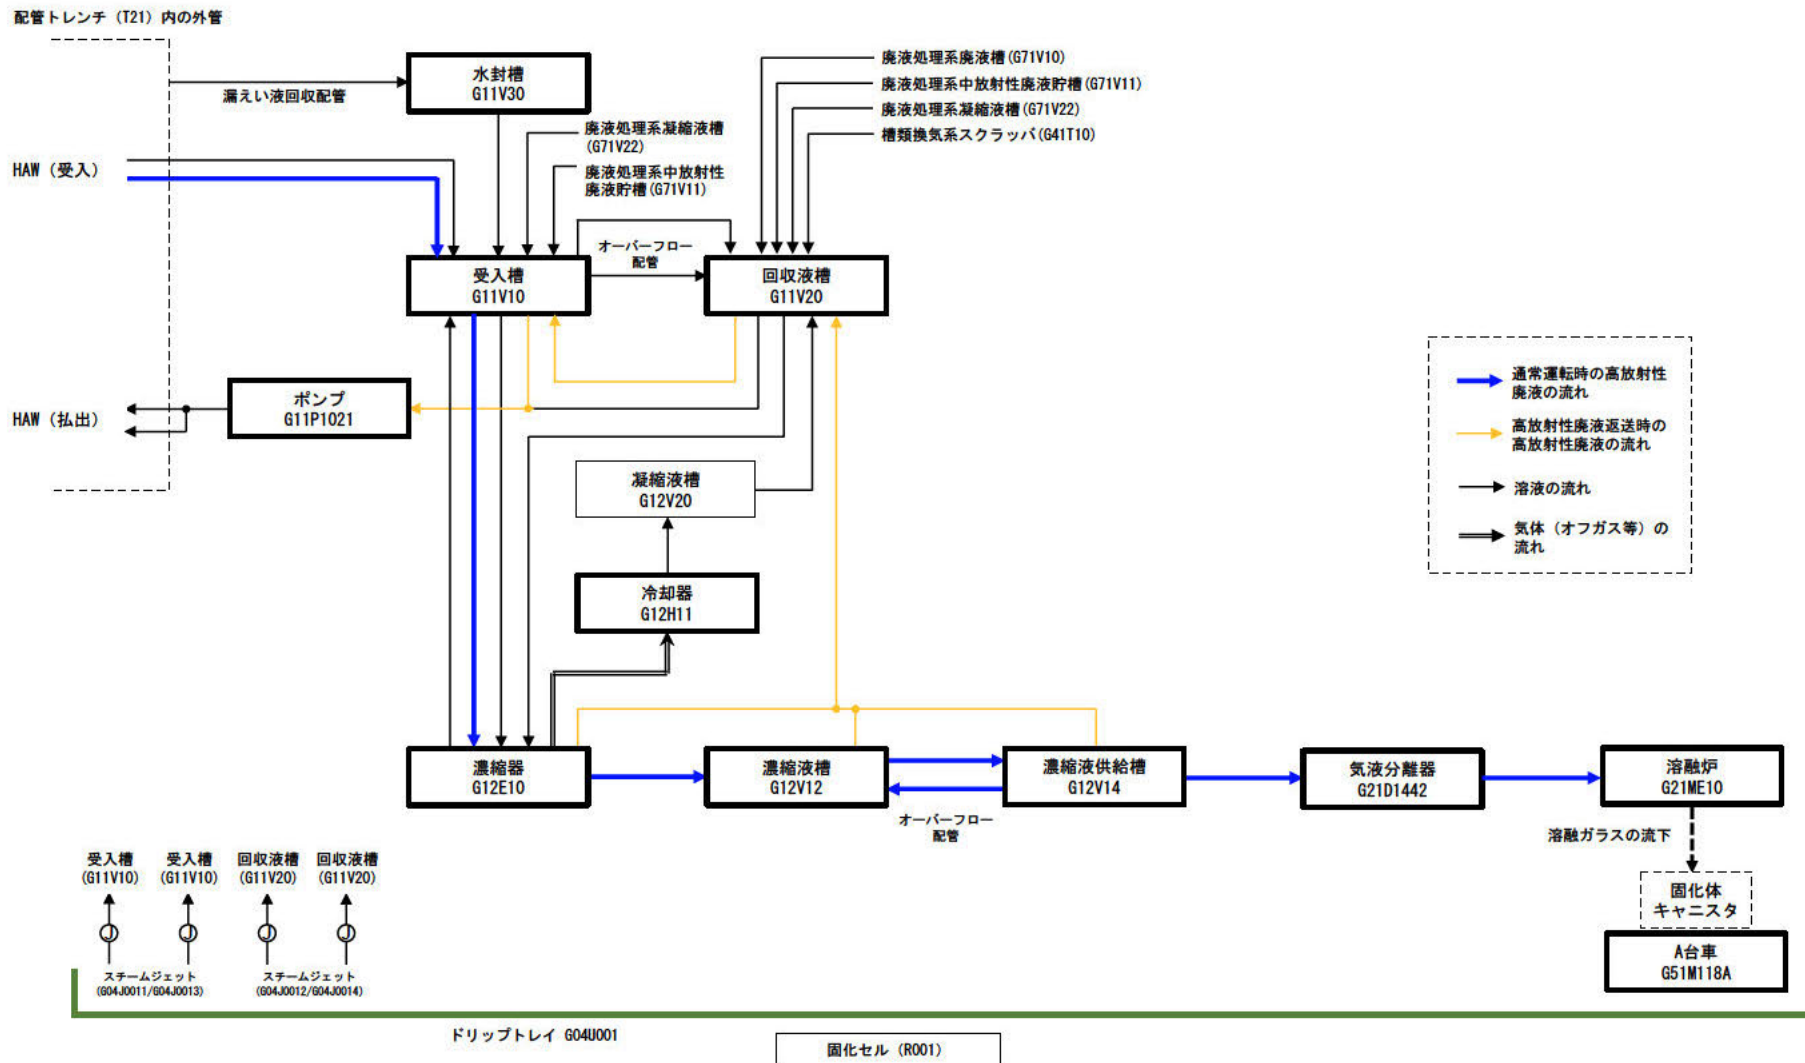 配管トレンチ（T21）内の外管
水封槽
G11V30
漏えい液回収配管
廃液処理系廃液槽(G71V10)
廃液処理系中放射性廃液貯槽(G71V11)
廃液処理系凝縮液槽(G71V22)
槽類換気系スクラッバ(G41T10)
廃液処理系凝縮液槽
(G71V22)
廃液処理系中放射性
廃液貯槽(G71V11)
HAW（受入）
オーバーフロー
配管
受入槽
G11V10
回収液槽
G11V20
通常運転時の高放射性
廃液の流れ
高放射性廃液返送時の
高放射性廃液の流れ
溶液の流れ
気体（オフガス等）の
流れ
HAW（払出）
ポンプ
G11P1021
凝縮液槽
G12V20
冷却器
G12H11
濃縮器
G12E10
濃縮液槽
G12V12
濃縮液供給槽
G12V14
気液分離器
G21D1442
溶融炉
G21ME10
オーバーフロー
配管
溶融ガラスの流下
固化体
キャニスタ
A台車
G51M118A
受入槽
(G11V10)
受入槽
(G11V10)
回収液槽
(G11V20)
回収液槽
(G11V20)
J
J
J
J
スチームジェット
(G04J0011/G04J0013)
スチームジェット
(G04J0012/G04J0014)
ドリップトレイ G04U001
固化セル（R001）